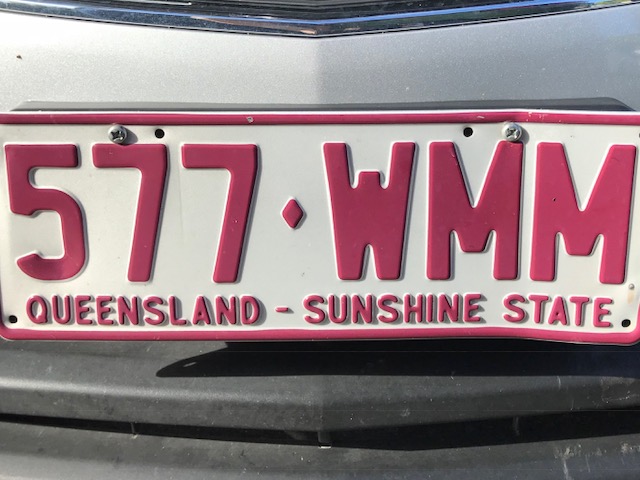 577♦WMM
QUEENSLAND - SUNSHINE STATE